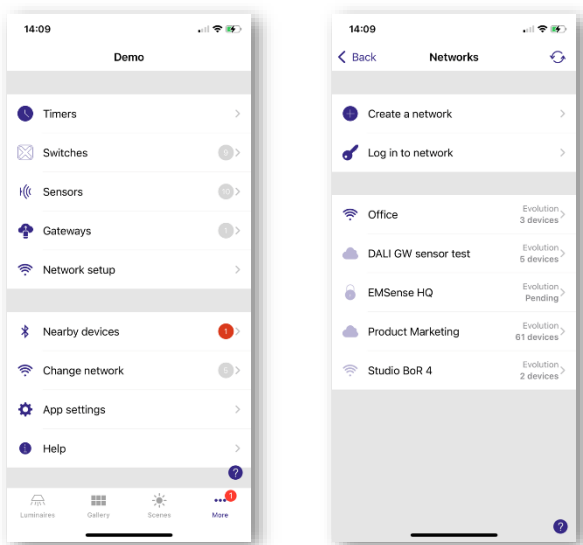 14:09
Demo
Timers
Switches
Sensors
Gateways
1
Network setup
Nearby devices
1
Change network
App settings
Help
?
Luminaires
Gallery
Scenes
More
1
14:09
Back
Networks
Create a network
Log in to network
Office
Evolution
3 devices
DALI GW sensor test
Evolution
5 devices
EMSense HQ
Evolution
Pending
Product Marketing
Evolution
61 devices
Studio BoR 4
Evolution
2 devices
?